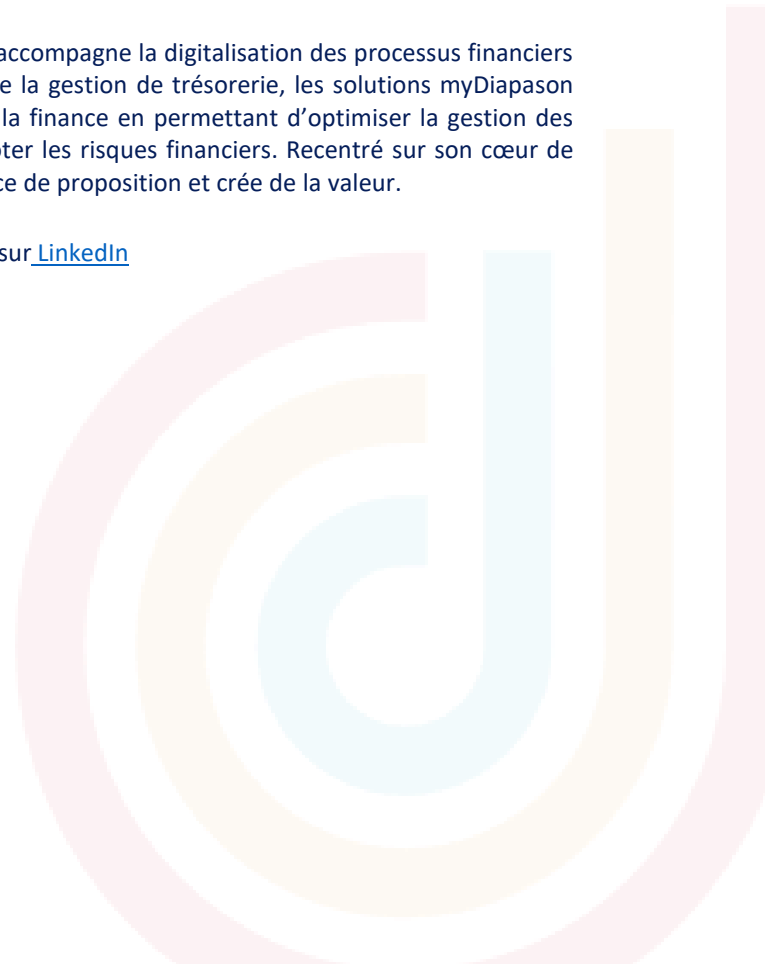 accompagne la digitalisation des processus financiers
la gestion de trésorerie, les solutions myDiapason
la finance en permettant d’optimiser la gestion des
les risques financiers. Recentré sur son cœur de
de proposition et crée de la valeur.
sur LinkedIn